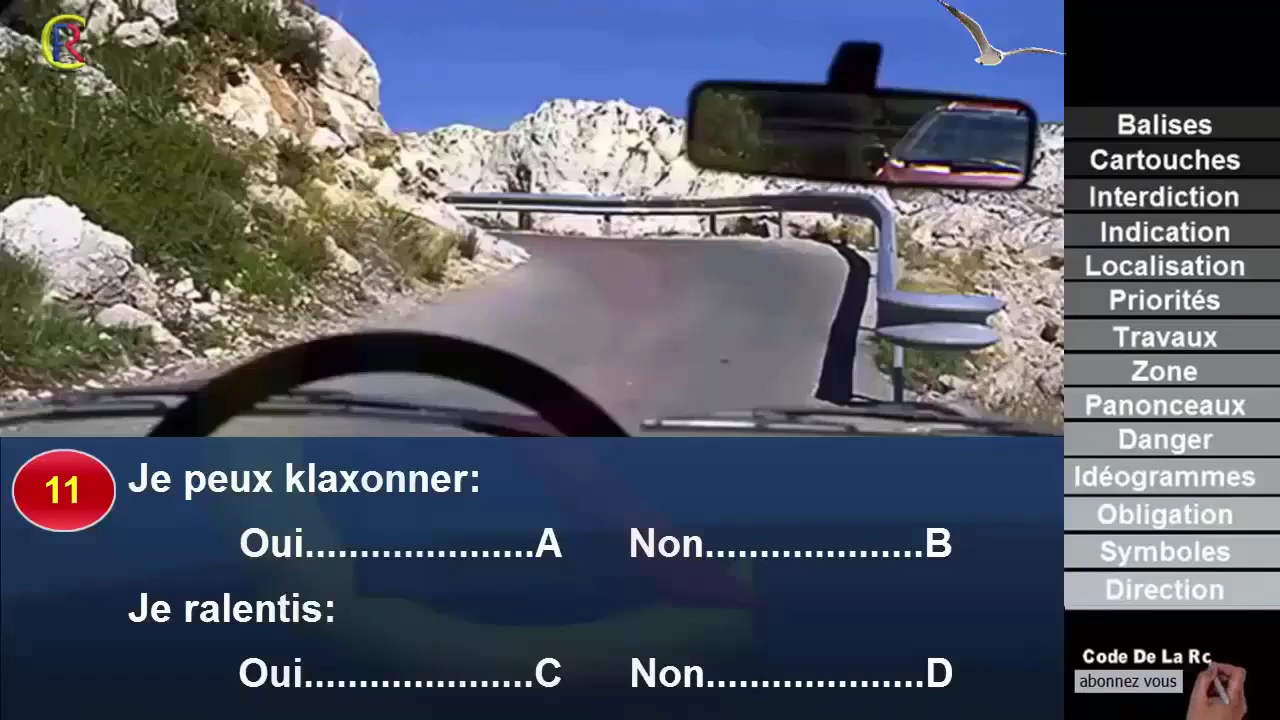 CR
11
Je peux klaxonner:
Oui.....................A Non....................B
Je ralentis:
Oui.....................C Non......................D
Balises
Cartouches
Interdiction
Indication
Localisation
Priorités
Travaux
Zone
Panonceaux
Danger
Idéogrammes
Obligation
Symboles
Direction
Code De La Rc
abonnez vous